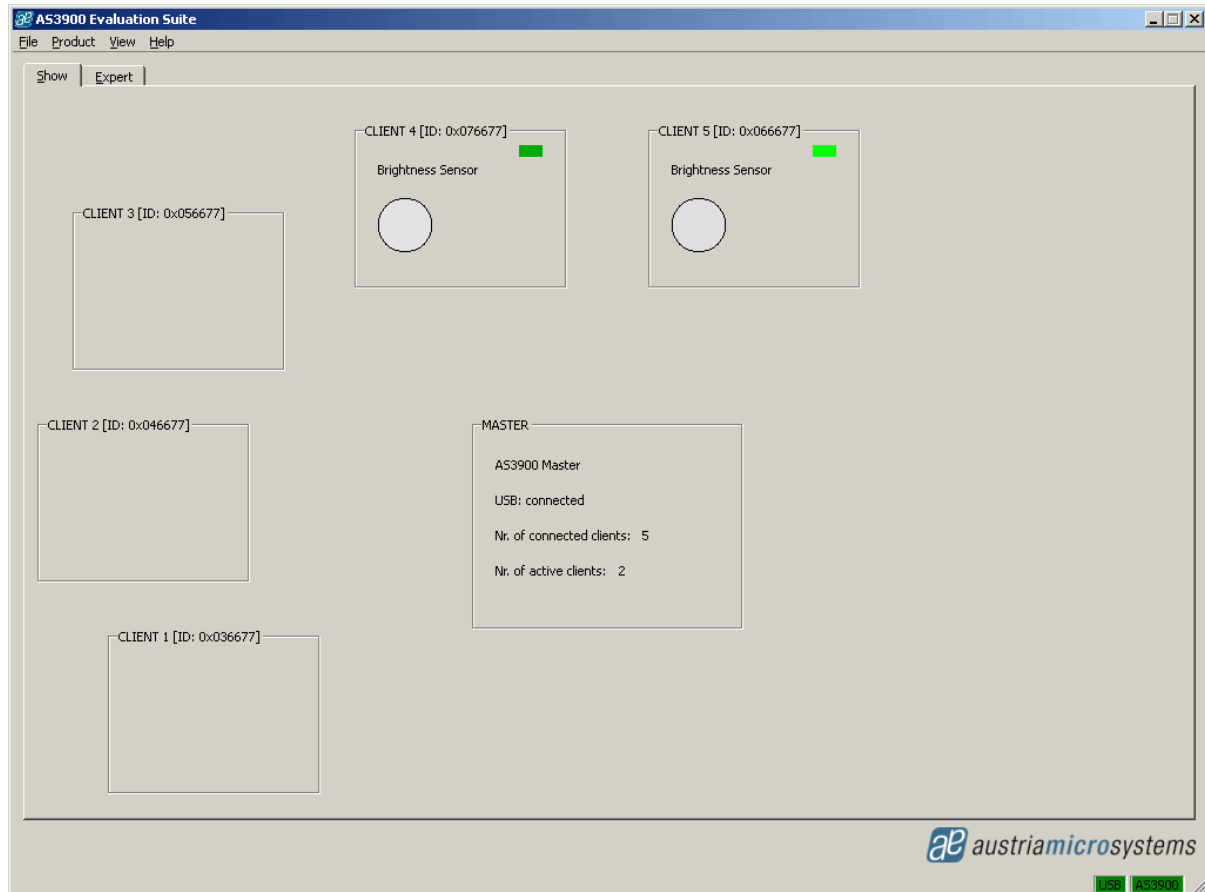 AS3900 Evaluation Suite
File Product View Help
Show Expert
CLIENT 4 [ID: 0x076677]
Brightness Sensor
CLIENT 5 [ID: 0x066677]
Brightness Sensor
CLIENT 3 [ID: 0x056677]
CLIENT 2 [ID: 0x046677]
MASTER
AS3900 Master
USB: connected
Nr. of connected clients: 5
Nr. of active clients: 2
CLIENT 1 [ID: 0x036677]
ae austriamicrosystems
USB AS3900